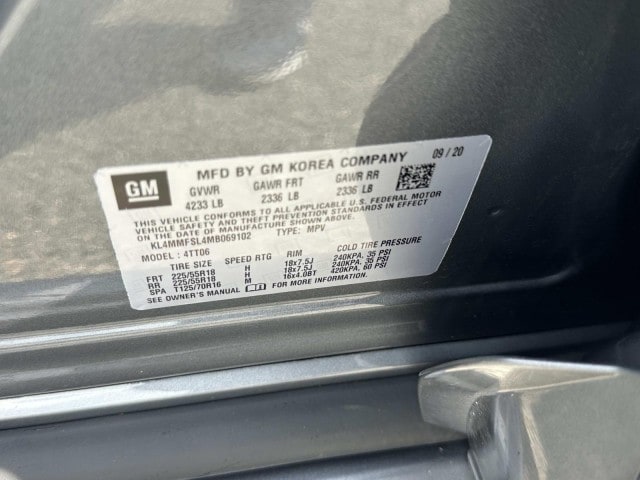 MFD BY GM KOREA COMPANY 09/20
GM
GVWR GAWR FRT GAWR RR
4233 LB 2336 LB 2336 LB
THIS VEHICLE CONFORMS TO ALL APPLICABLE U.S. FEDERAL MOTOR
VEHICLE SAFETY AND THEFT PREVENTION STANDARDS IN EFFECT ON THE DATE OF MANUFACTURE SHOWN ABOVE.
KL4MMFSL4MB069102 TYPE: MPV
MODEL: 4TT06
TIRE SIZE SPEED RTG RIM COLD TIRE PRESSURE
FRT 225/55R18 H 18x7.5J 240KPA, 35 PSI
RR 225/55R18 H 18x7.5J 240KPA, 35 PSI
SPA T125/70R16 M 16x4.0BT 420KPA, 60 PSI
SEE OWNER'S MANUAL FOR MORE INFORMATION.